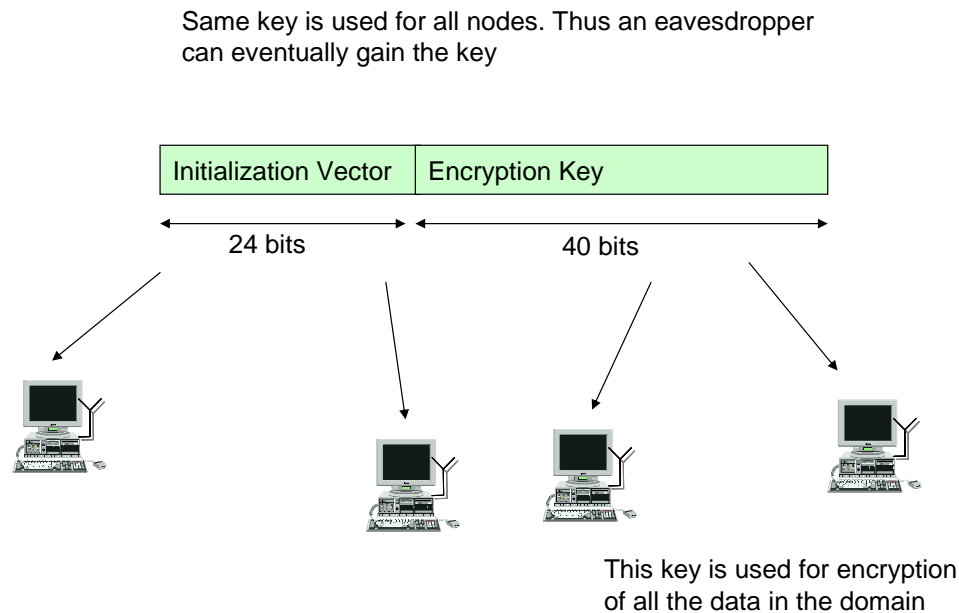 Same key is used for all nodes. Thus an eavesdropper
can eventually gain the key
Initialization Vector Encryption Key
24 bits 40 bits
This key is used for encryption
of all the data in the domain